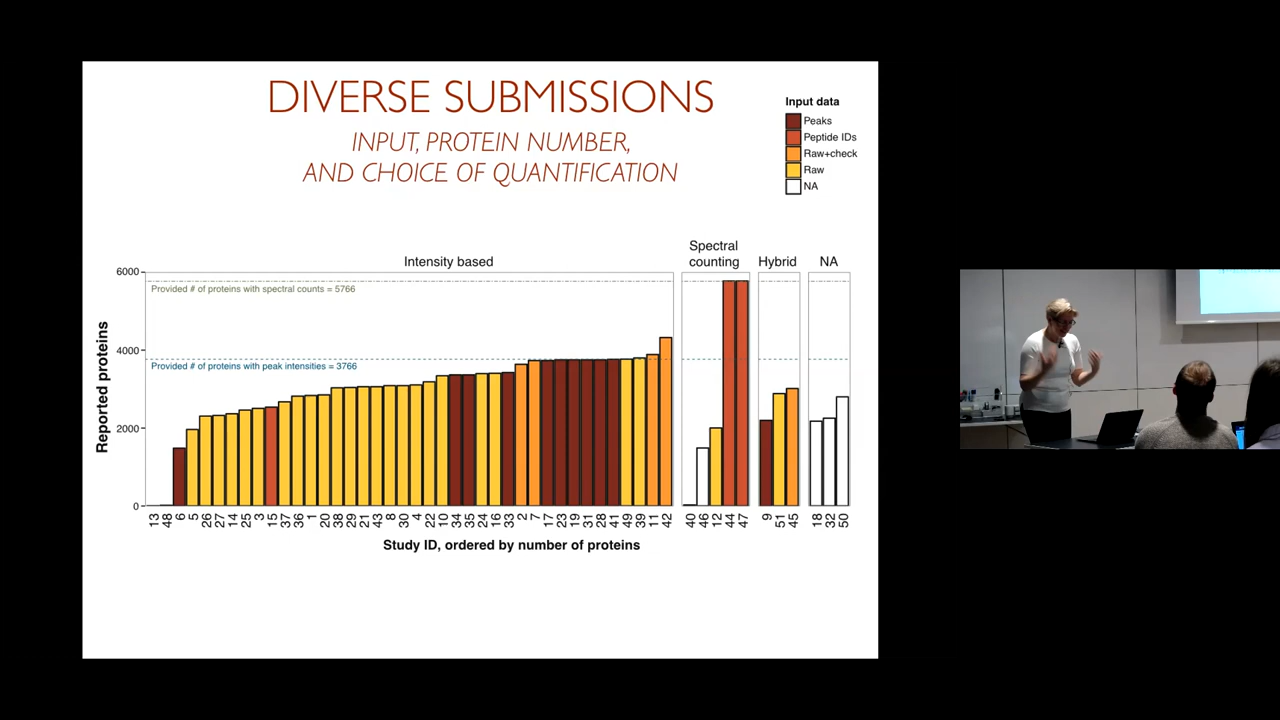 DIVERSE SUBMISSIONS
INPUT, PROTEIN NUMBER,
AND CHOICE OF QUANTIFICATION
Input data
Peaks
Peptide IDs
Raw+check
Raw
NA
Intensity based
Spectral
counting
Hybrid
NA
Reported proteins
6000
4000
2000
0
Provided # of proteins with spectral counts = 5766
Provided # of proteins with peak intensities = 3766
13 48 6 5 26 27 14 25 3 15 37 36 1 20 38 29 21 43 8 30 4 22 10 34 35 24 16 33 2 7 17 23 19 31 28 41 49 39 11 42
40 46 12 44 47
9 51 45
18 32 50
Study ID, ordered by number of proteins